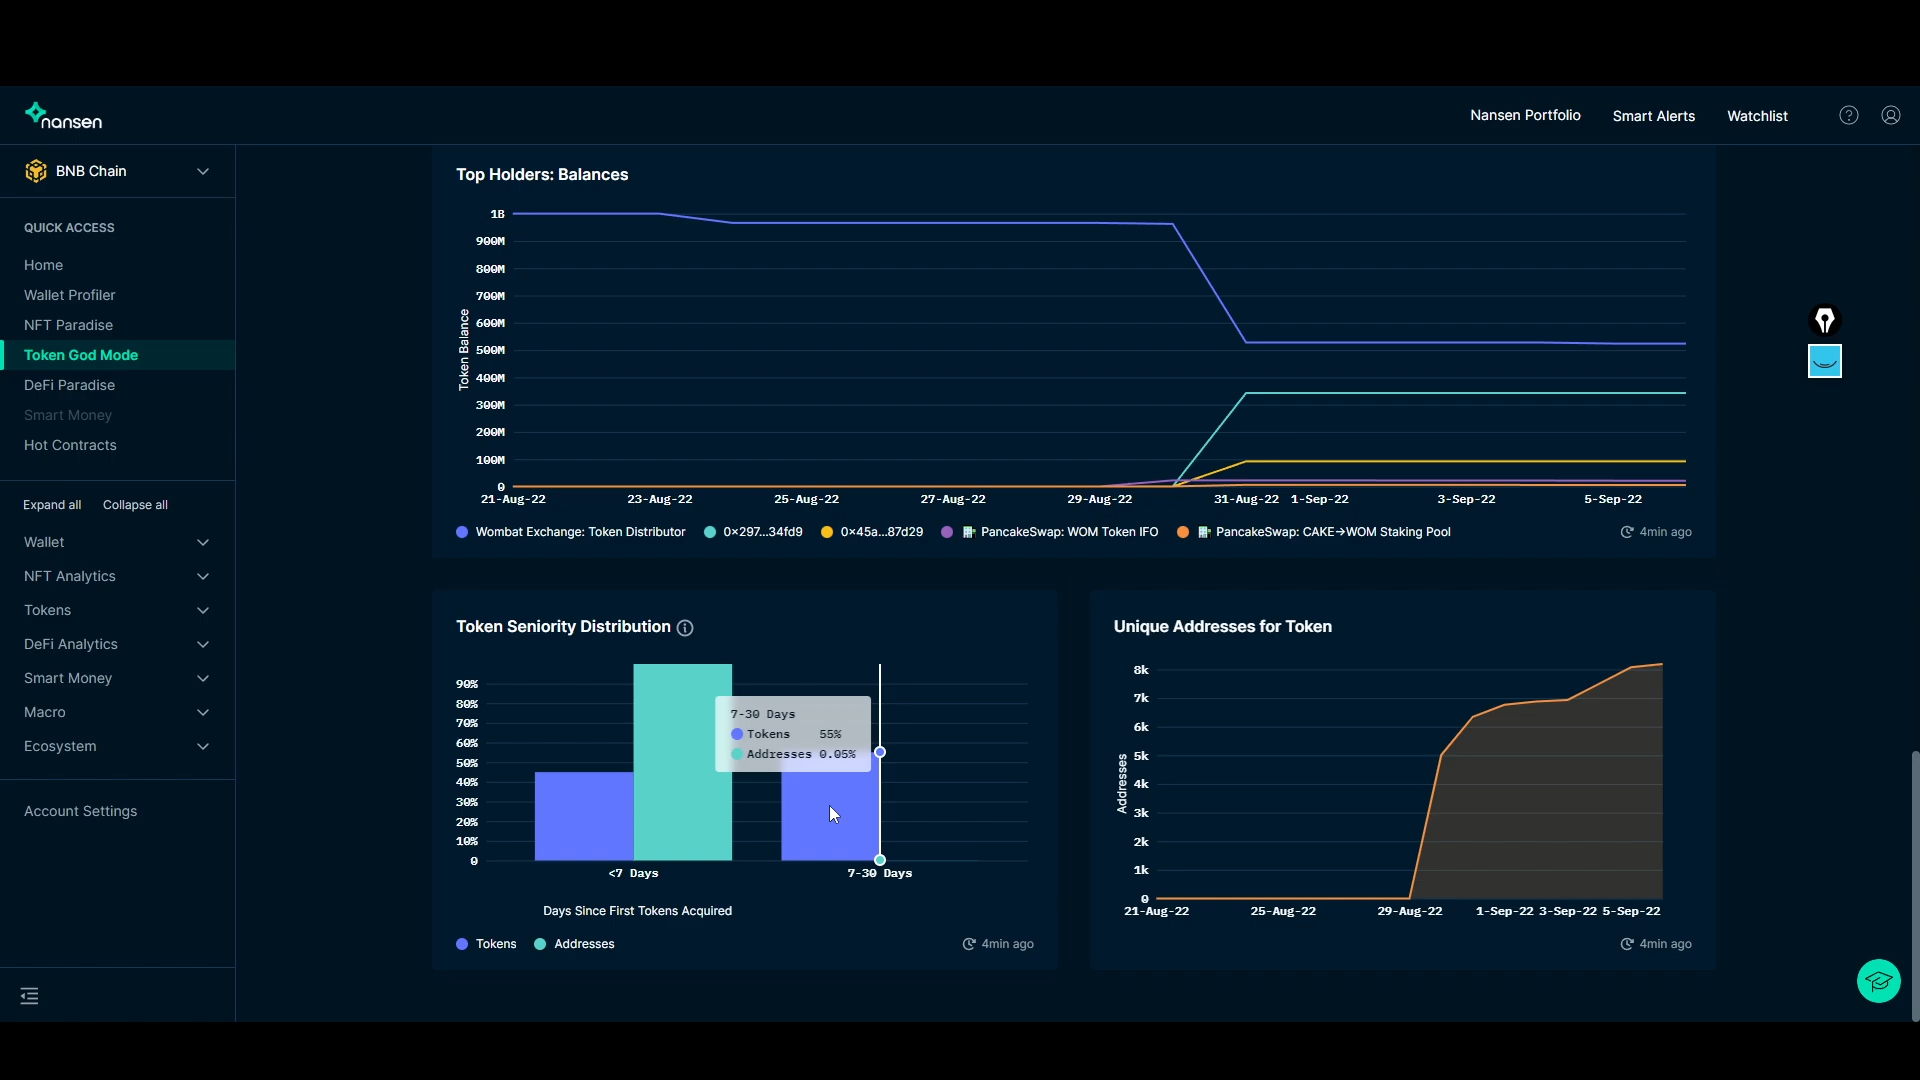 nansen
Nansen Portfolio
Smart Alerts
Watchlist
BNB Chain
QUICK ACCESS
Home
Wallet Profiler
NFT Paradise
Token God Mode
DeFi Paradise
Smart Money
Hot Contracts
Expand all Collapse all
Wallet
NFT Analytics
Tokens
DeFi Analytics
Smart Money
Macro
Ecosystem
Account Settings
Top Holders: Balances
Token Balance
1B
900M
800M
700M
600M
500M
400M
300M
200M
100M
0
21-Aug-22 23-Aug-22 25-Aug-22 27-Aug-22 29-Aug-22 31-Aug-22 1-Sep-22 3-Sep-22 5-Sep-22
Wombat Exchange: Token Distributor 0×297...34fd9 0×45a...87d29 PancakeSwap: WOM Token IFO PancakeSwap: CAKE→WOM Staking Pool 4min ago
Token Seniority Distribution
90%
80%
70%
60%
50%
40%
30%
20%
10%
0
7-30 Days
Tokens 55%
Addresses 0.05%
<7 Days 7-30 Days
Days Since First Tokens Acquired
Tokens Addresses 4min ago
Unique Addresses for Token
Addresses
8k
7k
6k
5k
4k
3k
2k
1k
0
21-Aug-22 25-Aug-22 29-Aug-22 1-Sep-22 3-Sep-22 5-Sep-22
4min ago